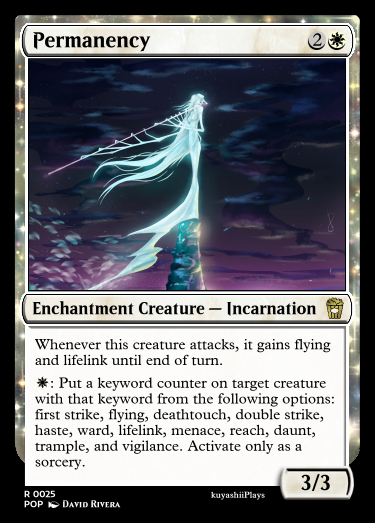 Permanency 2
Enchantment Creature — Incarnation
Whenever this creature attacks, it gains flying
and lifelink until end of turn.
: Put a keyword counter on target creature
with that keyword from the following options:
first strike, flying, deathtouch, double strike,
haste, ward, lifelink, menace, reach, daunt,
trample, and vigilance. Activate only as a
sorcery.
3/3
R 0025
POP David Rivera
kuyashiiPlays